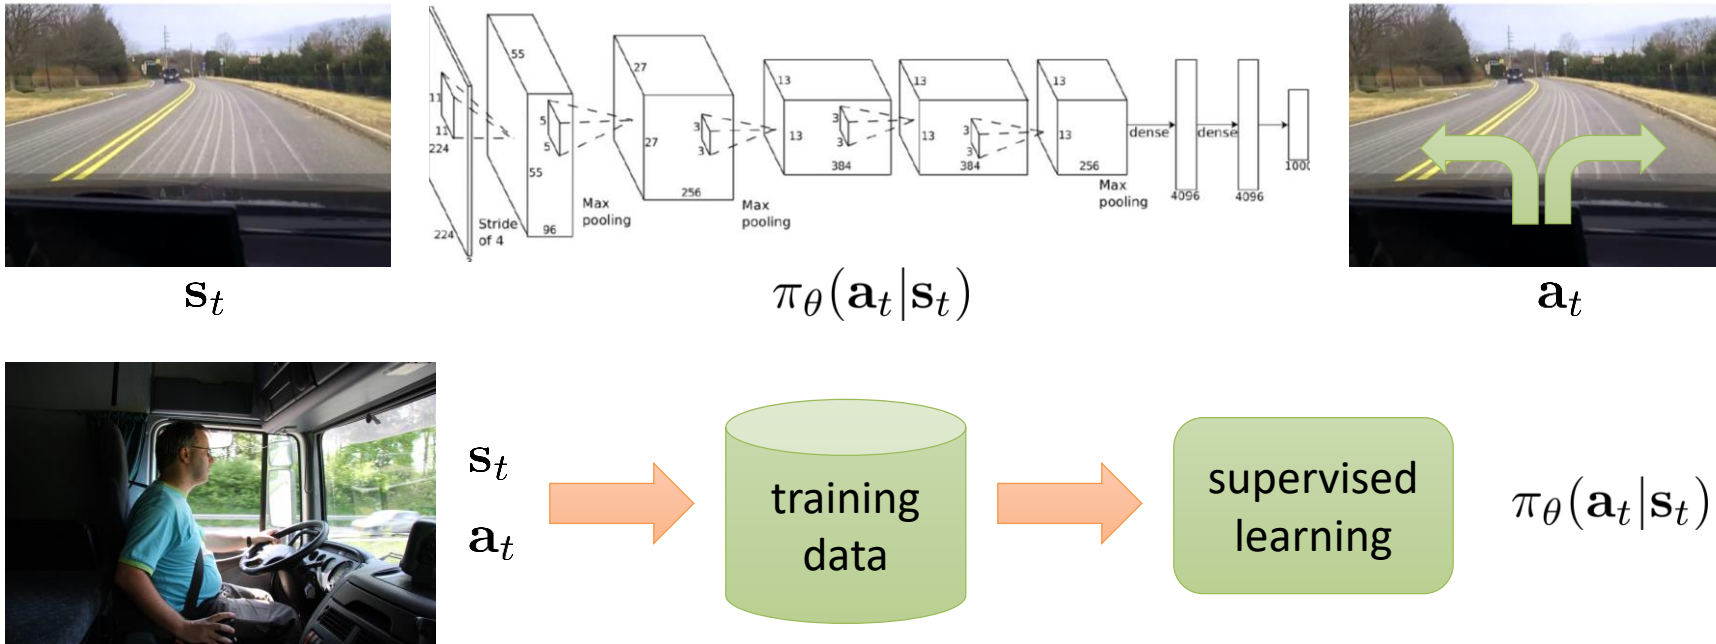 55
27
13
13
13
11
5
3
3
3
11
5
27
3
13
3
13
3
13
dense
dense
224
55
384
384
256
1000
256
Max
pooling
4096
4096
224
Stride
of 4
96
Max
pooling
Max
pooling
3
s_t
π_θ(a_t|s_t)
a_t
s_t
a_t
training
data
supervised
learning
π_θ(a_t|s_t)